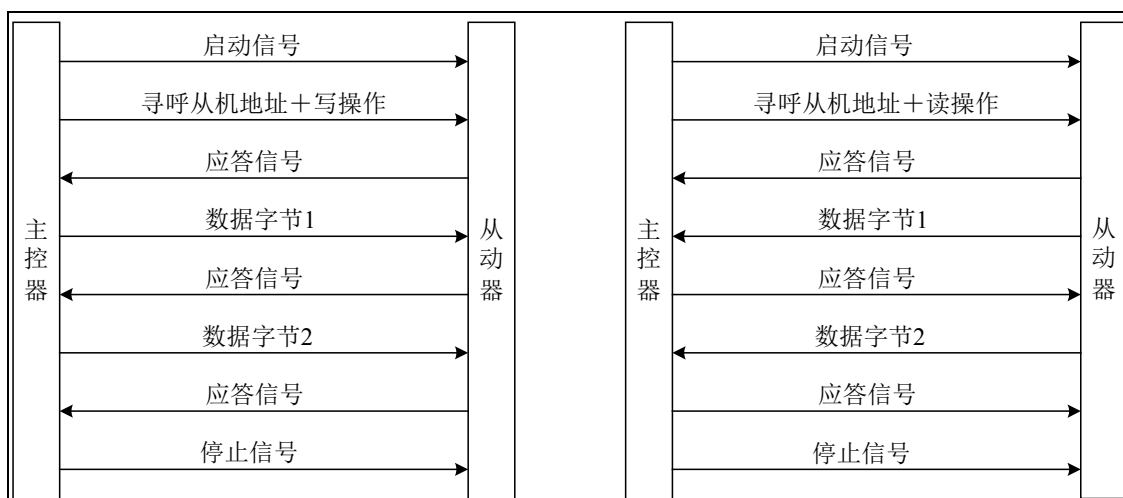 启动信号
寻呼从机地址＋写操作
应答信号
数据字节1
应答信号
数据字节2
应答信号
停止信号
主控器
从动器
启动信号
寻呼从机地址＋读操作
应答信号
数据字节1
应答信号
数据字节2
应答信号
停止信号
主控器
从动器